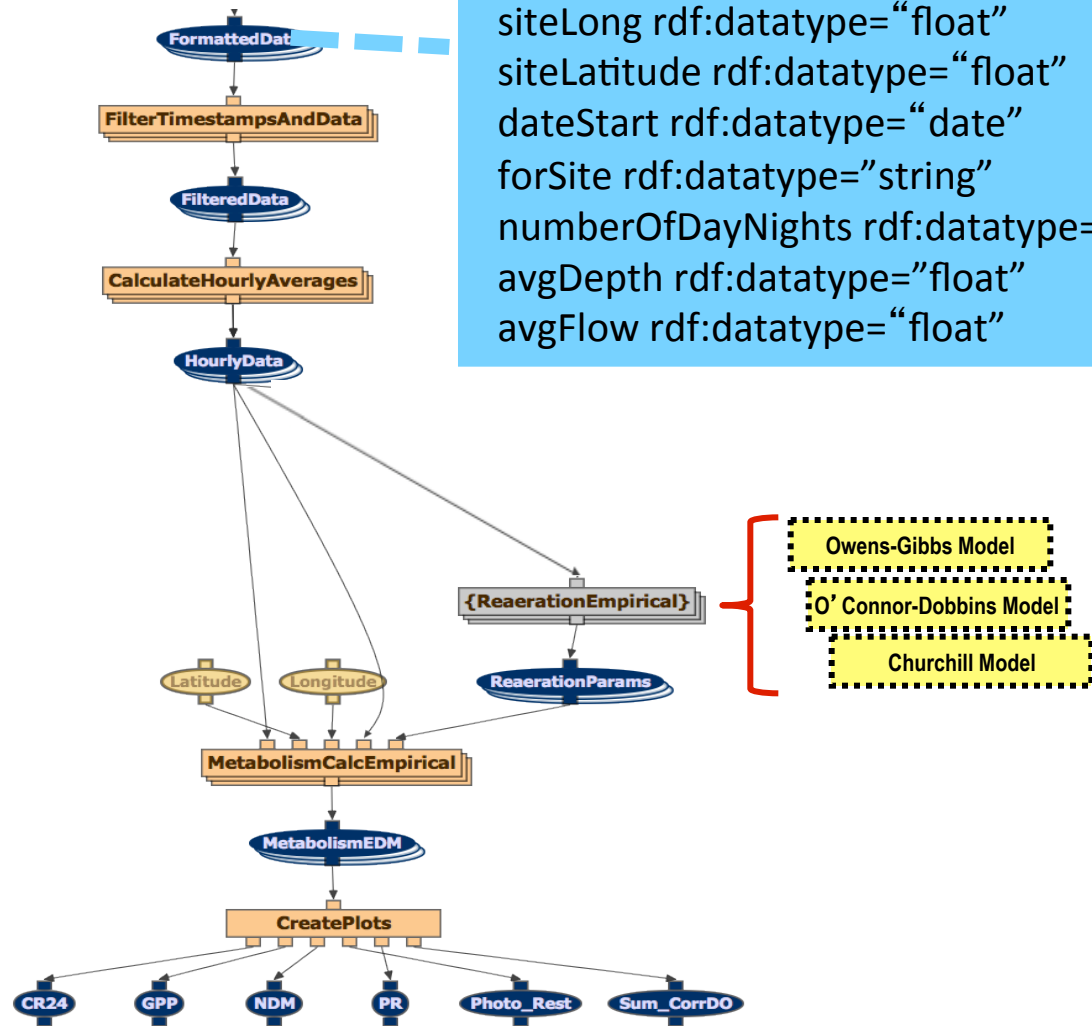 siteLong rdf:datatype=“float”
siteLatitude rdf:datatype=“float”
dateStart rdf:datatype=“date”
forSite rdf:datatype=”string”
numberOfDayNights rdf:datatype=
avgDepth rdf:datatype=”float”
avgFlow rdf:datatype=“float”
FormattedDat
FilterTimestampsAndData
FilteredData
CalculateHourlyAverages
HourlyData
{ReaerationEmpirical}
Owens-Gibbs Model
O’ Connor-Dobbins Model
Churchill Model
Latitude
Longitude
ReaerationParams
MetabolismCalcEmpirical
MetabolismEDM
CreatePlots
CR24
GPP
NDM
PR
Photo_Rest
Sum_CorrDO